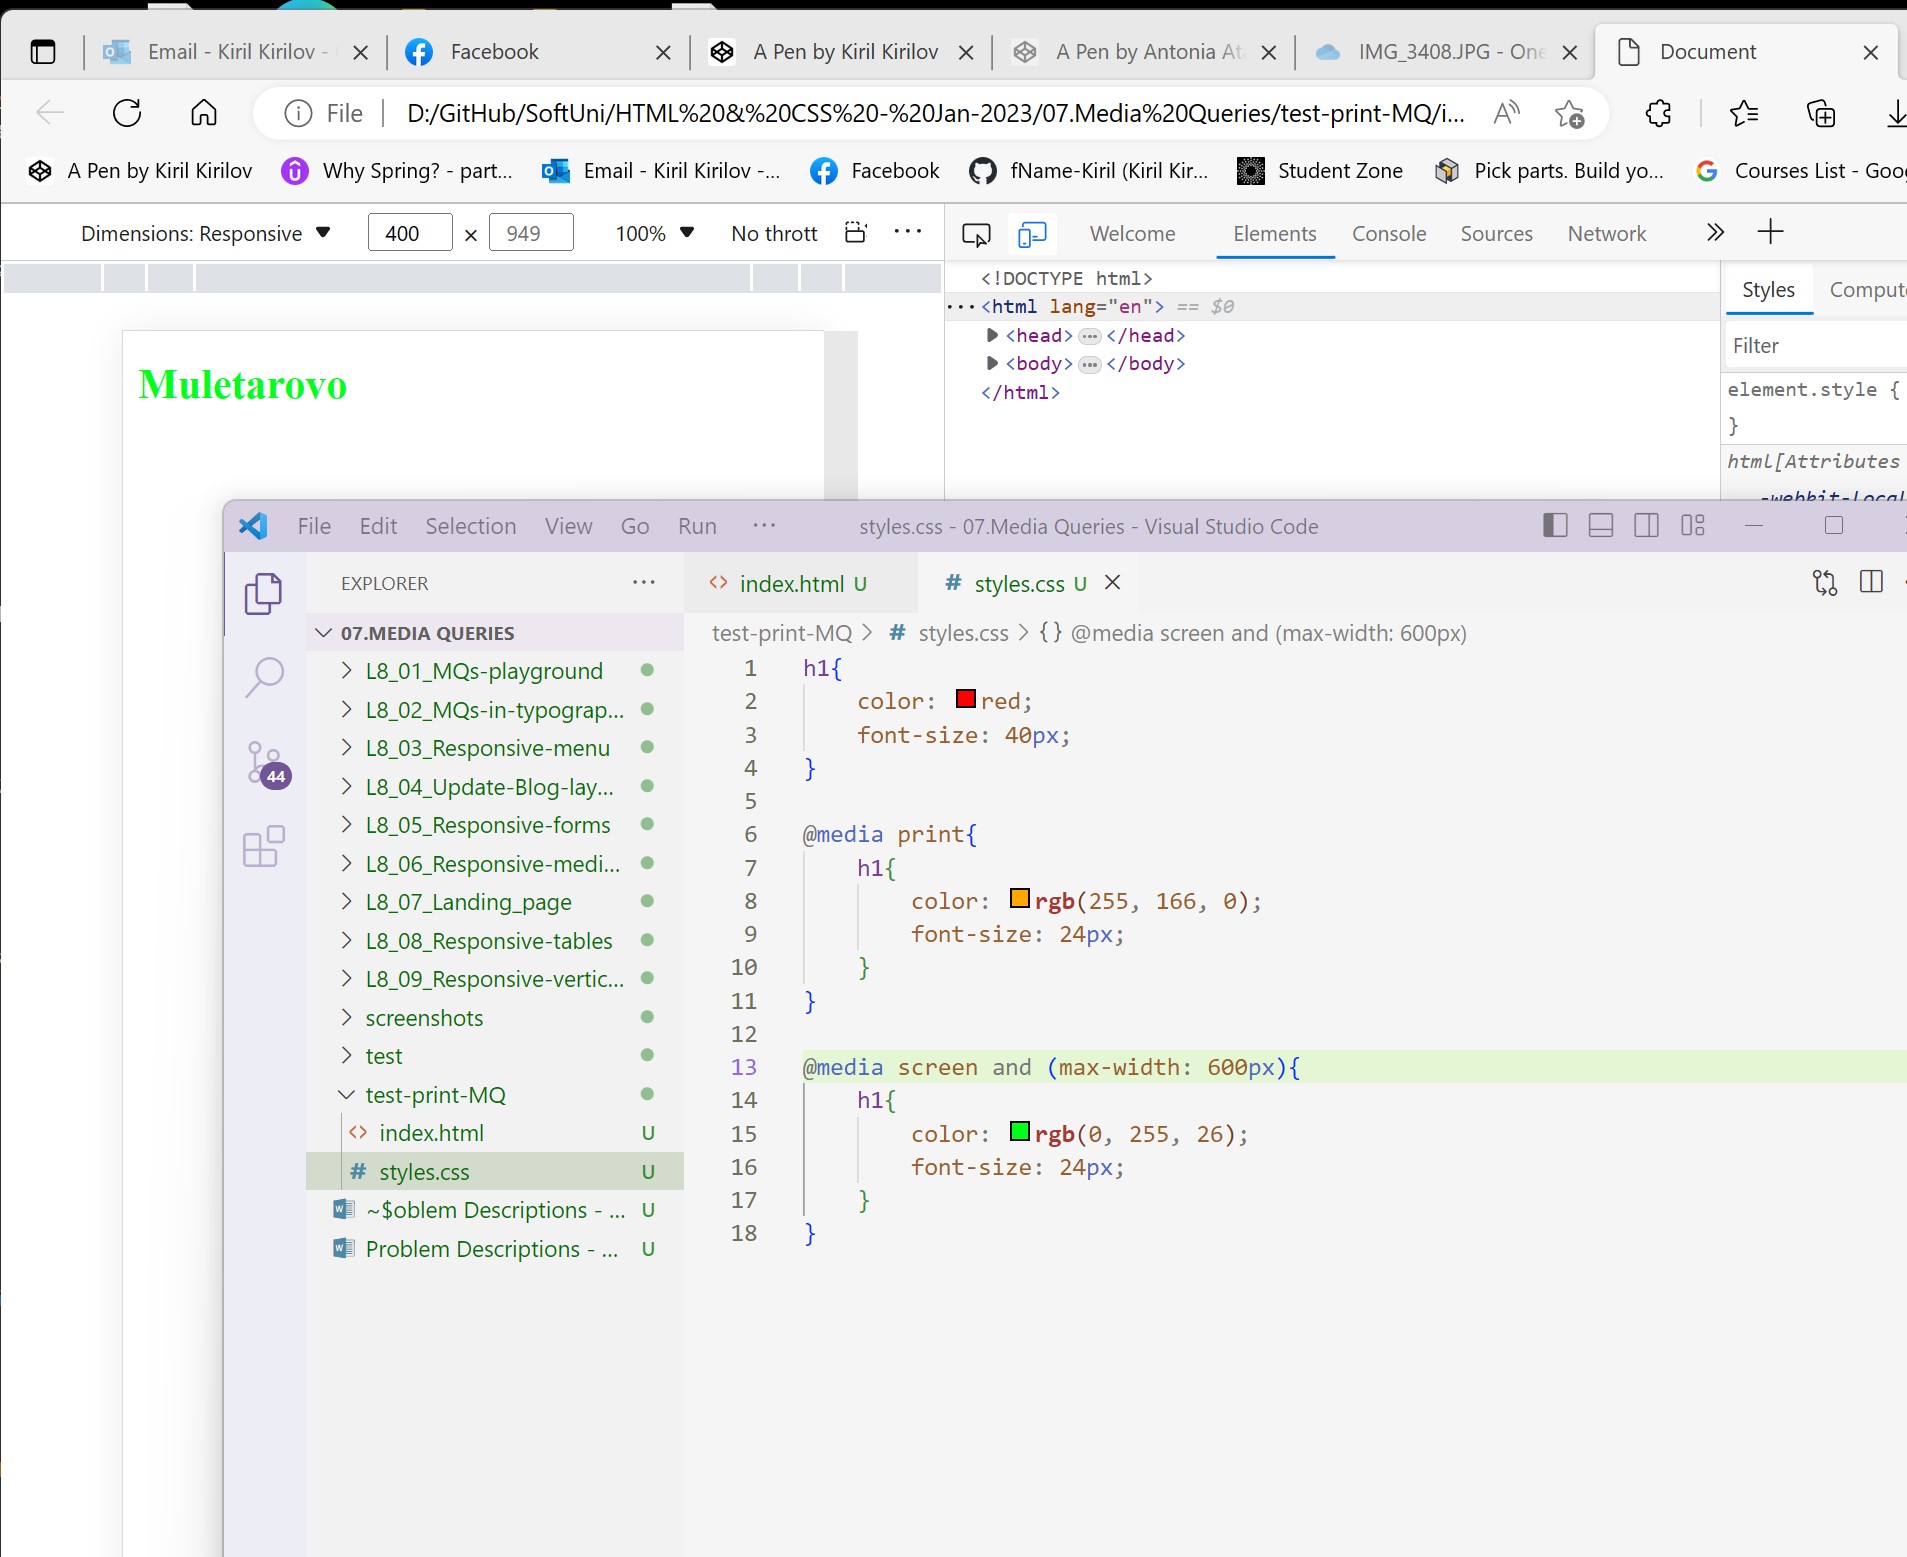 Email - Kiril Kirilov -
Facebook
A Pen by Kiril Kirilov
A Pen by Antonia At
IMG_3408.JPG - One
Document
File
D:/GitHub/SoftUni/HTML%20&%20CSS%20-%20Jan-2023/07.Media%20Queries/test-print-MQ/i...
A Pen by Kiril Kirilov
Why Spring? - part...
Email - Kiril Kirilov -...
Facebook
fName-Kiril (Kiril Kir...
Student Zone
Pick parts. Build yo...
Courses List - Goo
Dimensions: Responsive
400
×
949
100%
No thrott
Welcome
Elements
Console
Sources
Network
<!DOCTYPE html>
··· <html lang="en"> == $0
<head> ··· </head>
<body> ··· </body>
</html>
Styles
Comput
Filter
element.style {
}
html[Attributes
-webkit-local
Muletarovo
File
Edit
Selection
View
Go
Run
···
styles.css - 07.Media Queries - Visual Studio Code
EXPLORER
···
07.MEDIA QUERIES
L8_01_MQs-playground
L8_02_MQs-in-typograp...
L8_03_Responsive-menu
L8_04_Update-Blog-lay...
L8_05_Responsive-forms
L8_06_Responsive-medi...
L8_07_Landing_page
L8_08_Responsive-tables
L8_09_Responsive-vertic...
screenshots
test
test-print-MQ
<> index.html U
# styles.css U
~$oblem Descriptions - ... U
Problem Descriptions - ... U
44
<> index.html U
# styles.css U
test-print-MQ > # styles.css > {} @media screen and (max-width: 600px)
1 h1{
2 color: red;
3 font-size: 40px;
4 }
5
6 @media print{
7 h1{
8 color: rgb(255, 166, 0);
9 font-size: 24px;
10 }
11 }
12
13 @media screen and (max-width: 600px){
14 h1{
15 color: rgb(0, 255, 26);
16 font-size: 24px;
17 }
18 }